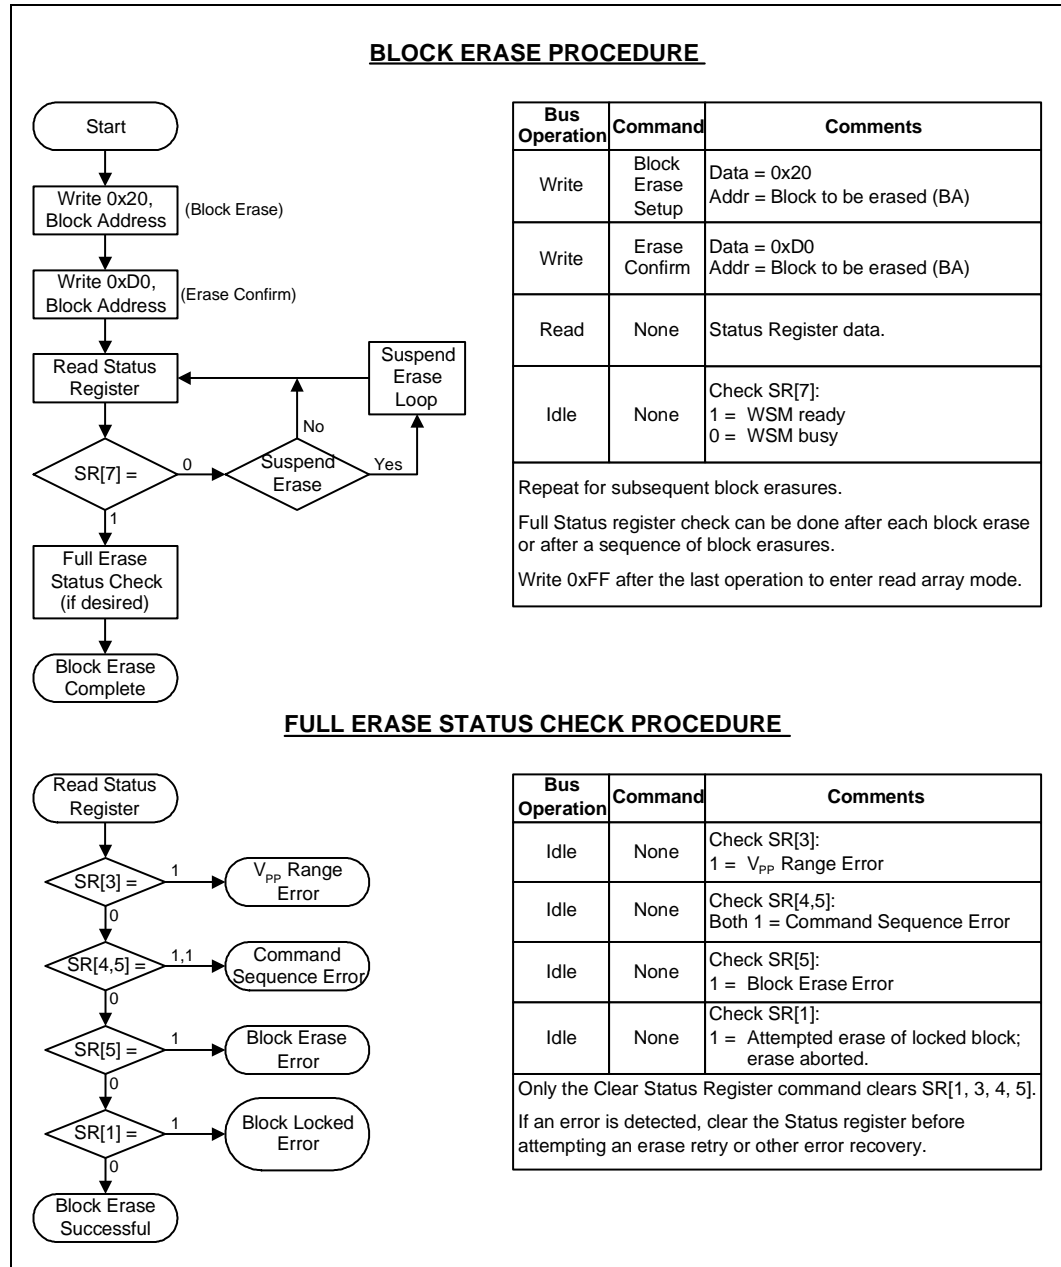 BLOCK ERASE PROCEDURE
Start
Write 0x20,
Block Address
(Block Erase)
Write 0xD0,
Block Address
(Erase Confirm)
Read Status
Register
Suspend
Erase
Loop
No
SR[7] =
0
Suspend
Erase
Yes
1
Full Erase
Status Check
(if desired)
Block Erase
Complete
Bus
Operation
Command
Comments
Write
Block
Erase
Setup
Data = 0x20
Addr = Block to be erased (BA)
Write
Erase
Confirm
Data = 0xD0
Addr = Block to be erased (BA)
Read
None
Status Register data.
Idle
None
Check SR[7]:
1 = WSM ready
0 = WSM busy
Repeat for subsequent block erasures.
Full Status register check can be done after each block erase
or after a sequence of block erasures.
Write 0xFF after the last operation to enter read array mode.
FULL ERASE STATUS CHECK PROCEDURE
Read Status
Register
SR[3] =
1
VPP Range
Error
0
SR[4,5] =
1,1
Command
Sequence Error
0
SR[5] =
1
Block Erase
Error
0
SR[1] =
1
Block Locked
Error
0
Block Erase
Successful
Bus
Operation
Command
Comments
Idle
None
Check SR[3]:
1 = VPP Range Error
Idle
None
Check SR[4,5]:
Both 1 = Command Sequence Error
Idle
None
Check SR[5]:
1 = Block Erase Error
Idle
None
Check SR[1]:
1 = Attempted erase of locked block;
erase aborted.
Only the Clear Status Register command clears SR[1, 3, 4, 5].
If an error is detected, clear the Status register before
attempting an erase retry or other error recovery.